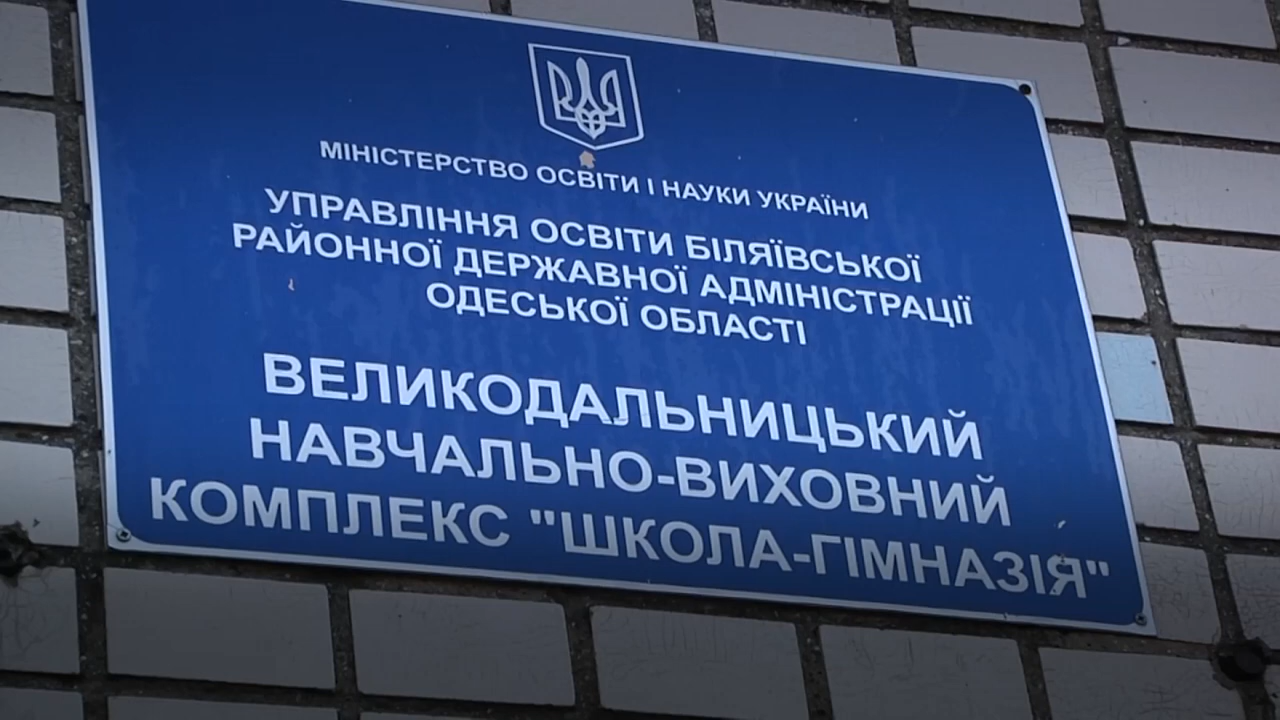 МІНІСТЕРСТВО ОСВІТИ І НАУКИ УКРАЇНИ
УПРАВЛІННЯ ОСВІТИ БІЛЯЇВСЬКОЇ
РАЙОННОЇ ДЕРЖАВНОЇ АДМІНІСТРАЦІЇ
ОДЕСЬКОЇ ОБЛАСТІ
ВЕЛИКОДАЛЬНИЦЬКИЙ
НАВЧАЛЬНО-ВИХОВНИЙ
КОМПЛЕКС "ШКОЛА-ГІМНАЗІЯ"